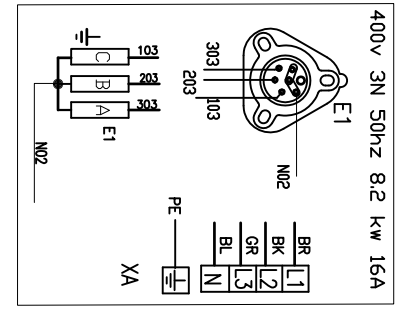 400v 3N 50hz 8.2 kw 16A
103
C
203
B
303
A
E1
N02
303
203
103
E1
N02
PE
BL
GR
BK
BR
XA
N
L3
L2
L1